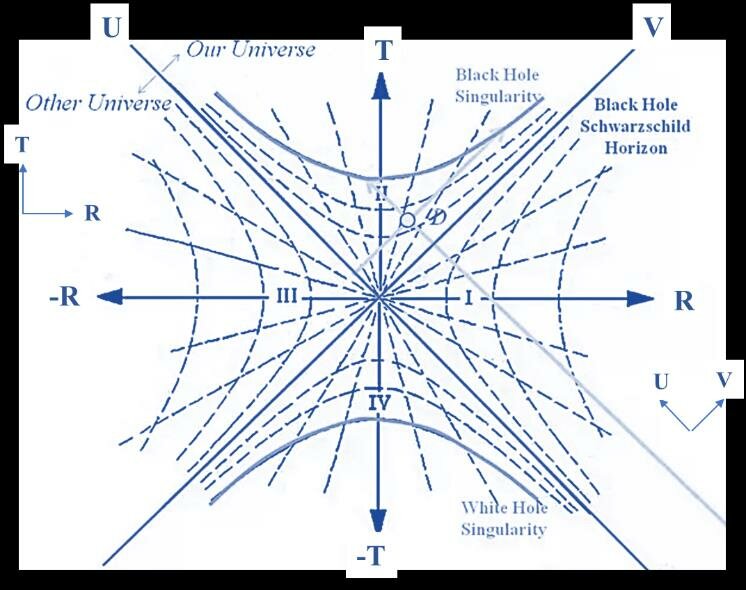 U
V
Our Universe
T
Other Universe
Black Hole
Singularity
Black Hole
Schwarzschild
Horizon
T
R
II
-R
III
I
R
U
V
IV
White Hole
Singularity
-T